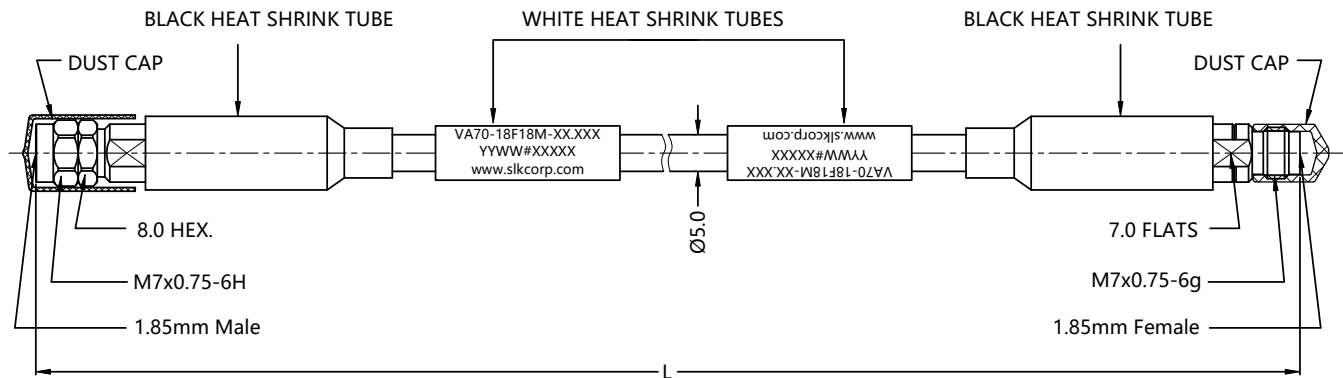 BLACK HEAT SHRINK TUBE
WHITE HEAT SHRINK TUBES
BLACK HEAT SHRINK TUBE
DUST CAP
DUST CAP
VA70-18F18M-XX.XXX
YYWW#XXXXX
www.slkcorp.com
VA70-18F18M-XX.XXX
YYWW#XXXXX
www.slkcorp.com
8.0 HEX.
Ø5.0
7.0 FLATS
M7x0.75-6H
M7x0.75-6g
1.85mm Male
1.85mm Female
L